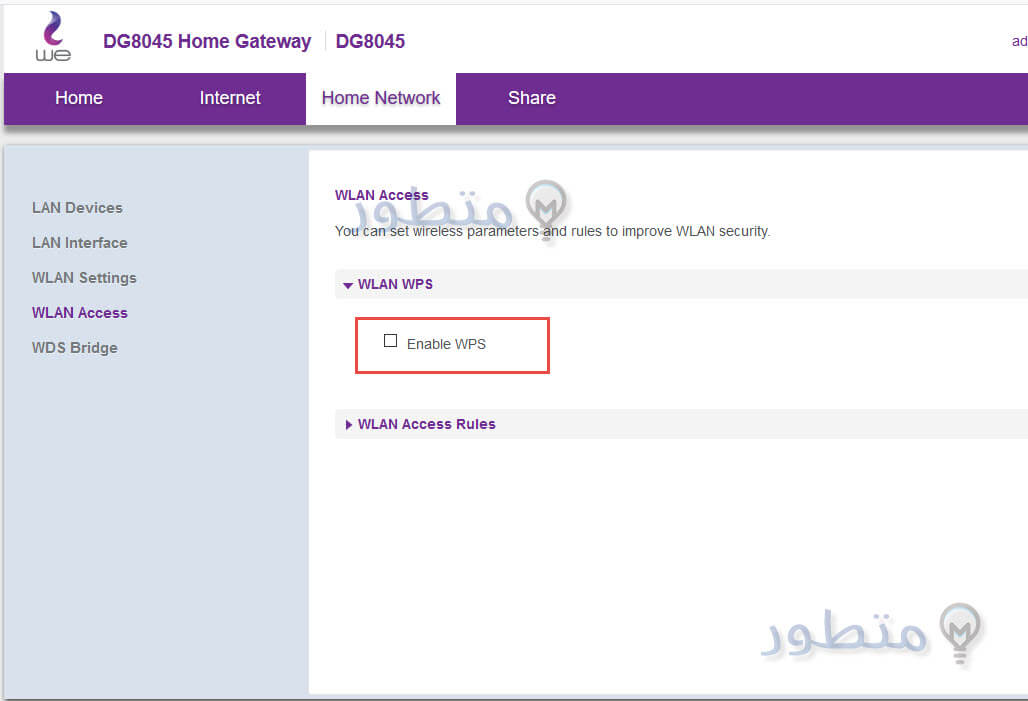 we
DG8045 Home Gateway DG8045
ad
Home Internet Home Network Share
LAN Devices
LAN Interface
WLAN Settings
WLAN Access
WDS Bridge
WLAN Access
متطور
You can set wireless parameters and rules to improve WLAN security.
WLAN WPS
Enable WPS
WLAN Access Rules
متطور